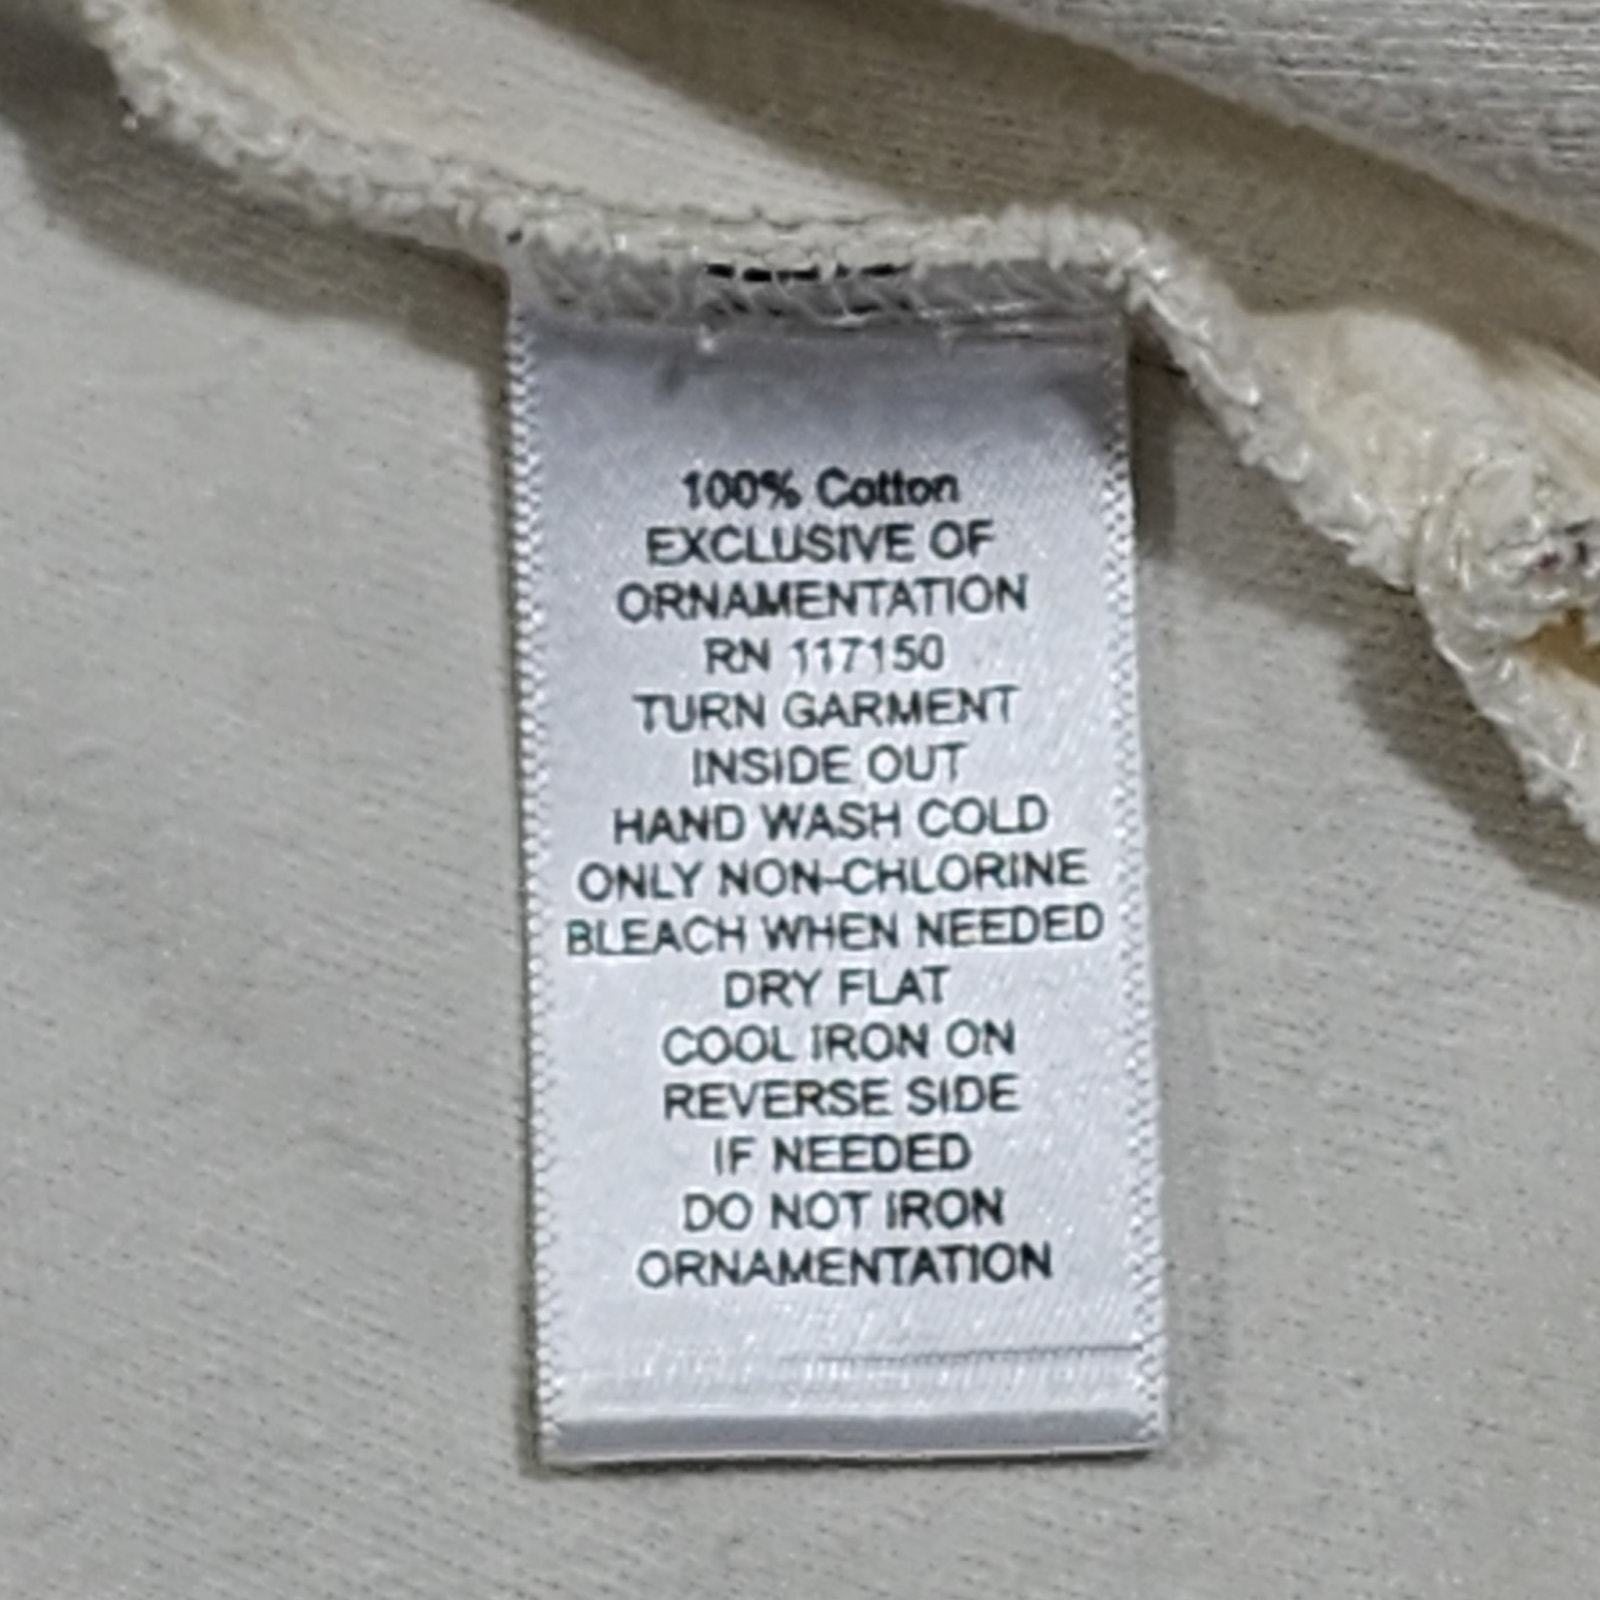 100% Cotton
EXCLUSIVE OF
ORNAMENTATION
RN 117150
TURN GARMENT
INSIDE OUT
HAND WASH COLD
ONLY NON-CHLORINE
BLEACH WHEN NEEDED
DRY FLAT
COOL IRON ON
REVERSE SIDE
IF NEEDED
DO NOT IRON
ORNAMENTATION